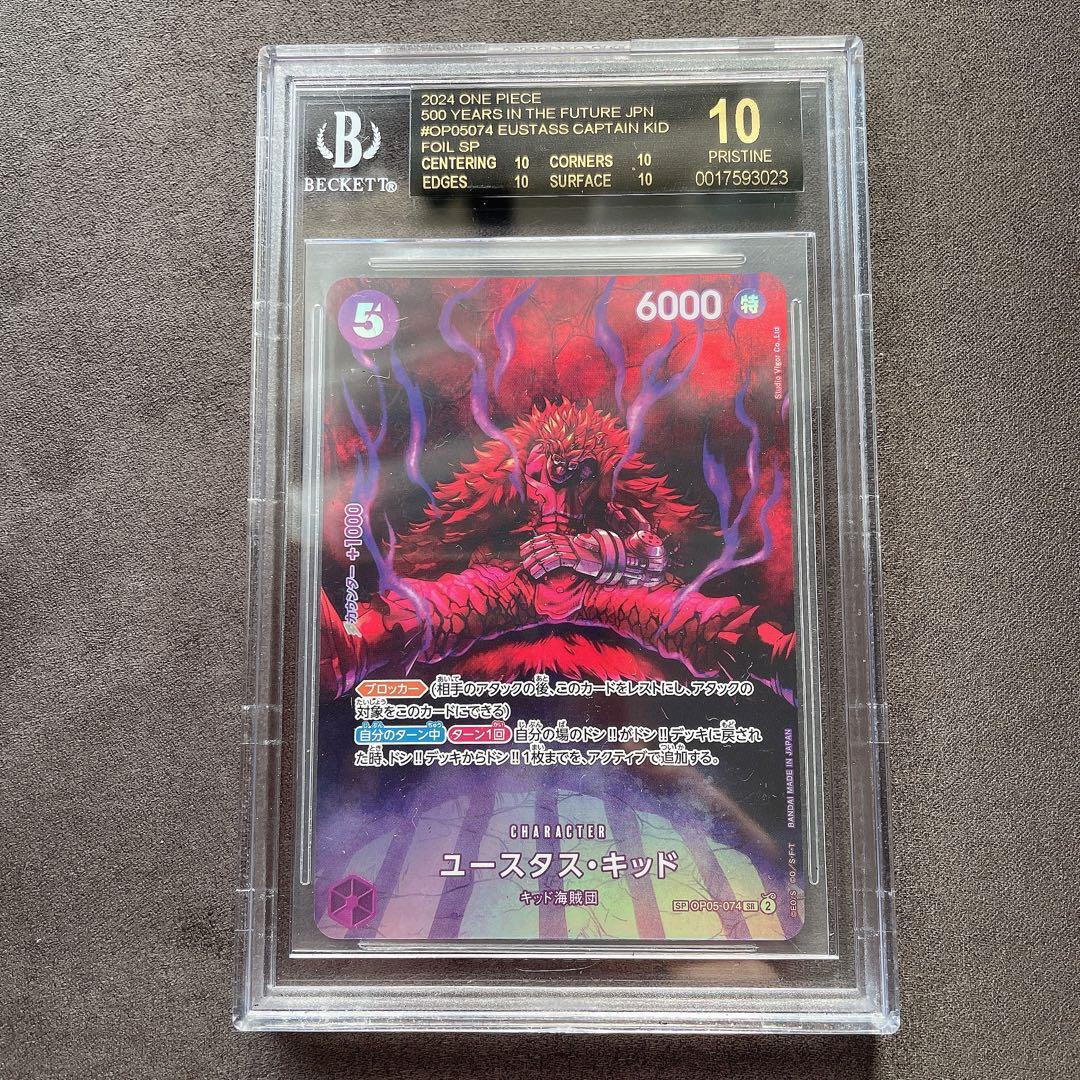 B
BECKETT®
2024 ONE PIECE
500 YEARS IN THE FUTURE JPN
#OP05074 EUSTASS CAPTAIN KID
FOIL SP
CENTERING 10 CORNERS 10
EDGES 10 SURFACE 10
10
PRISTINE
0017593023
5
6000 特
Studio Vigor Co.,Ltd
カウンター +1000
ブロッカー (相手のアタックの後、このカードをレストにし、アタックの
対象をこのカードにできる)
自分のターン中 ターン1回 自分の場のドン!!がドン!!デッキに戻され
た時、ドン!!デッキからドン!!1枚までを、アクティブで追加する。
CHARACTER
ユースタス・キッド
キッド海賊団
SP OP05-074 SR 2
©E.O./S. ©O/S·F·T BANDAI MADE IN JAPAN